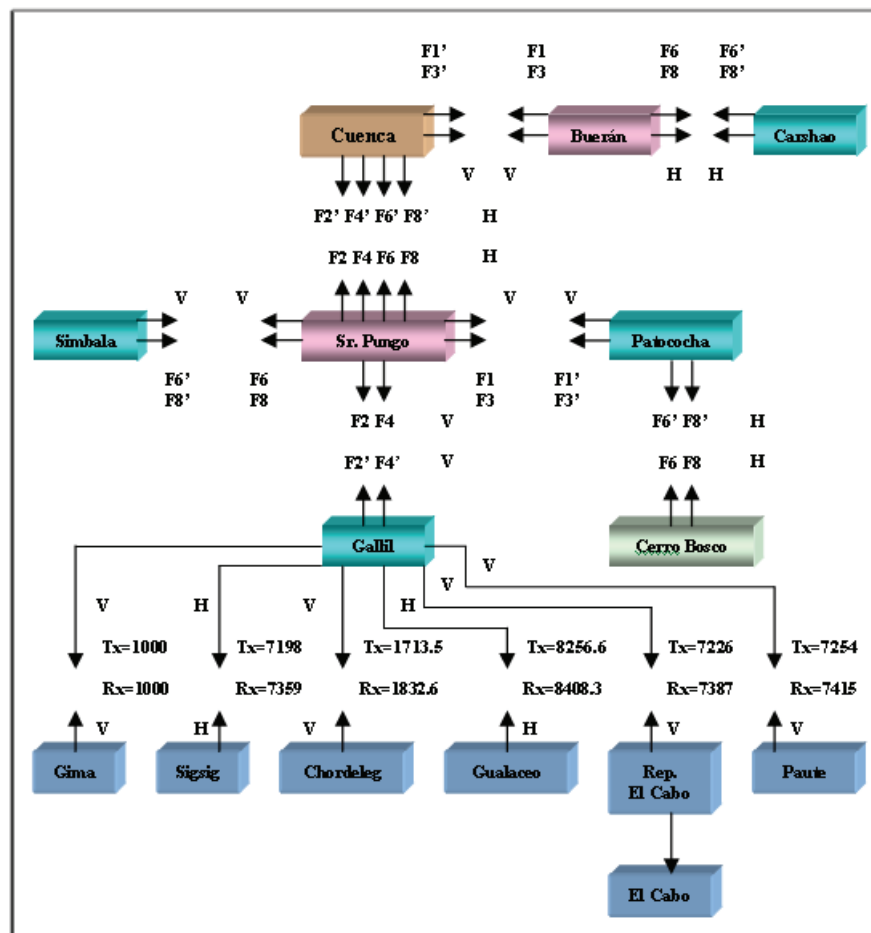 F1’ F1 F6 F6’
F3’ F3 F8 F8’
Cuenca Buerán Carshao
V V H H
F2’ F4’ F6’ F8’ H
F2 F4 F6 F8 H
V V V V
Simbala Sr. Pungo Patococha
F6’ F6 F1 F1’
F8’ F8 F3 F3’
F2 F4 V F6’ F8’ H
F2’ F4’ V F6 F8 H
Gallil Cerro Bosco
V
V
V H V H
Tx=1000 Tx=7198 Tx=1713.5 Tx=8256.6 Tx=7226 Tx=7254
Rx=1000 Rx=7359 Rx=1832.6 Rx=8408.3 Rx=7387 Rx=7415
V H V H V V
Gima Sigsig Chordeleg Gualaceo Rep. Paute
El Cabo
El Cabo